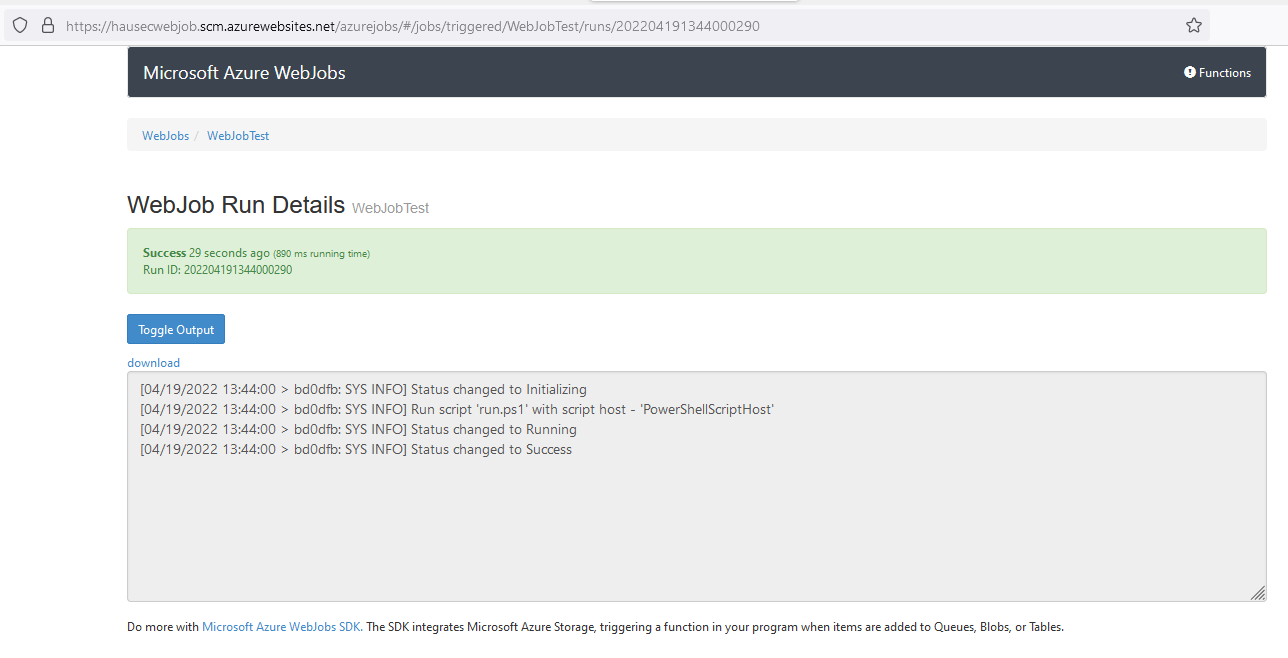 https://hausecwebjob.scm.azurewebsites.net/azurejobs/#/jobs/triggered/WebJobTest/runs/202204191344000290
Microsoft Azure WebJobs
Functions
WebJobs / WebJobTest
WebJob Run Details WebJobTest
Success 29 seconds ago (890 ms running time)
Run ID: 202204191344000290
Toggle Output
download
[04/19/2022 13:44:00 > bd0dfb: SYS INFO] Status changed to Initializing
[04/19/2022 13:44:00 > bd0dfb: SYS INFO] Run script 'run.ps1' with script host - 'PowerShellScriptHost'
[04/19/2022 13:44:00 > bd0dfb: SYS INFO] Status changed to Running
[04/19/2022 13:44:00 > bd0dfb: SYS INFO] Status changed to Success
Do more with Microsoft Azure WebJobs SDK. The SDK integrates Microsoft Azure Storage, triggering a function in your program when items are added to Queues, Blobs, or Tables.